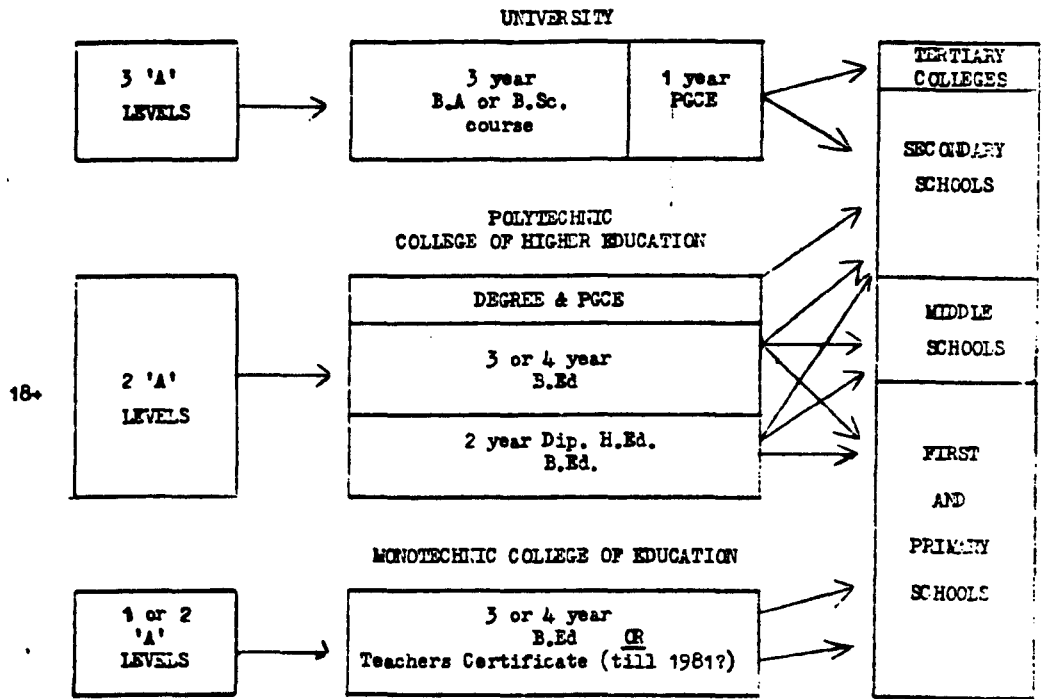 UNIVERSITY
3 'A'
LEVELS
3 year
B.A or B.Sc.
course
1 year
PGCE
TERTIARY
COLLEGES
SECONDARY
SCHOOLS
POLYTECHNIC
COLLEGE OF HIGHER EDUCATION
18+
2 'A'
LEVELS
DEGREE & PGCE
3 or 4 year
B.Ed
2 year Dip. H.Ed.
B.Ed.
MIDDLE
SCHOOLS
FIRST
AND
PRIMARY
SCHOOLS
MONOTECHNIC COLLEGE OF EDUCATION
1 or 2
'A'
LEVELS
3 or 4 year
B.Ed OR
Teachers Certificate (till 1981?)